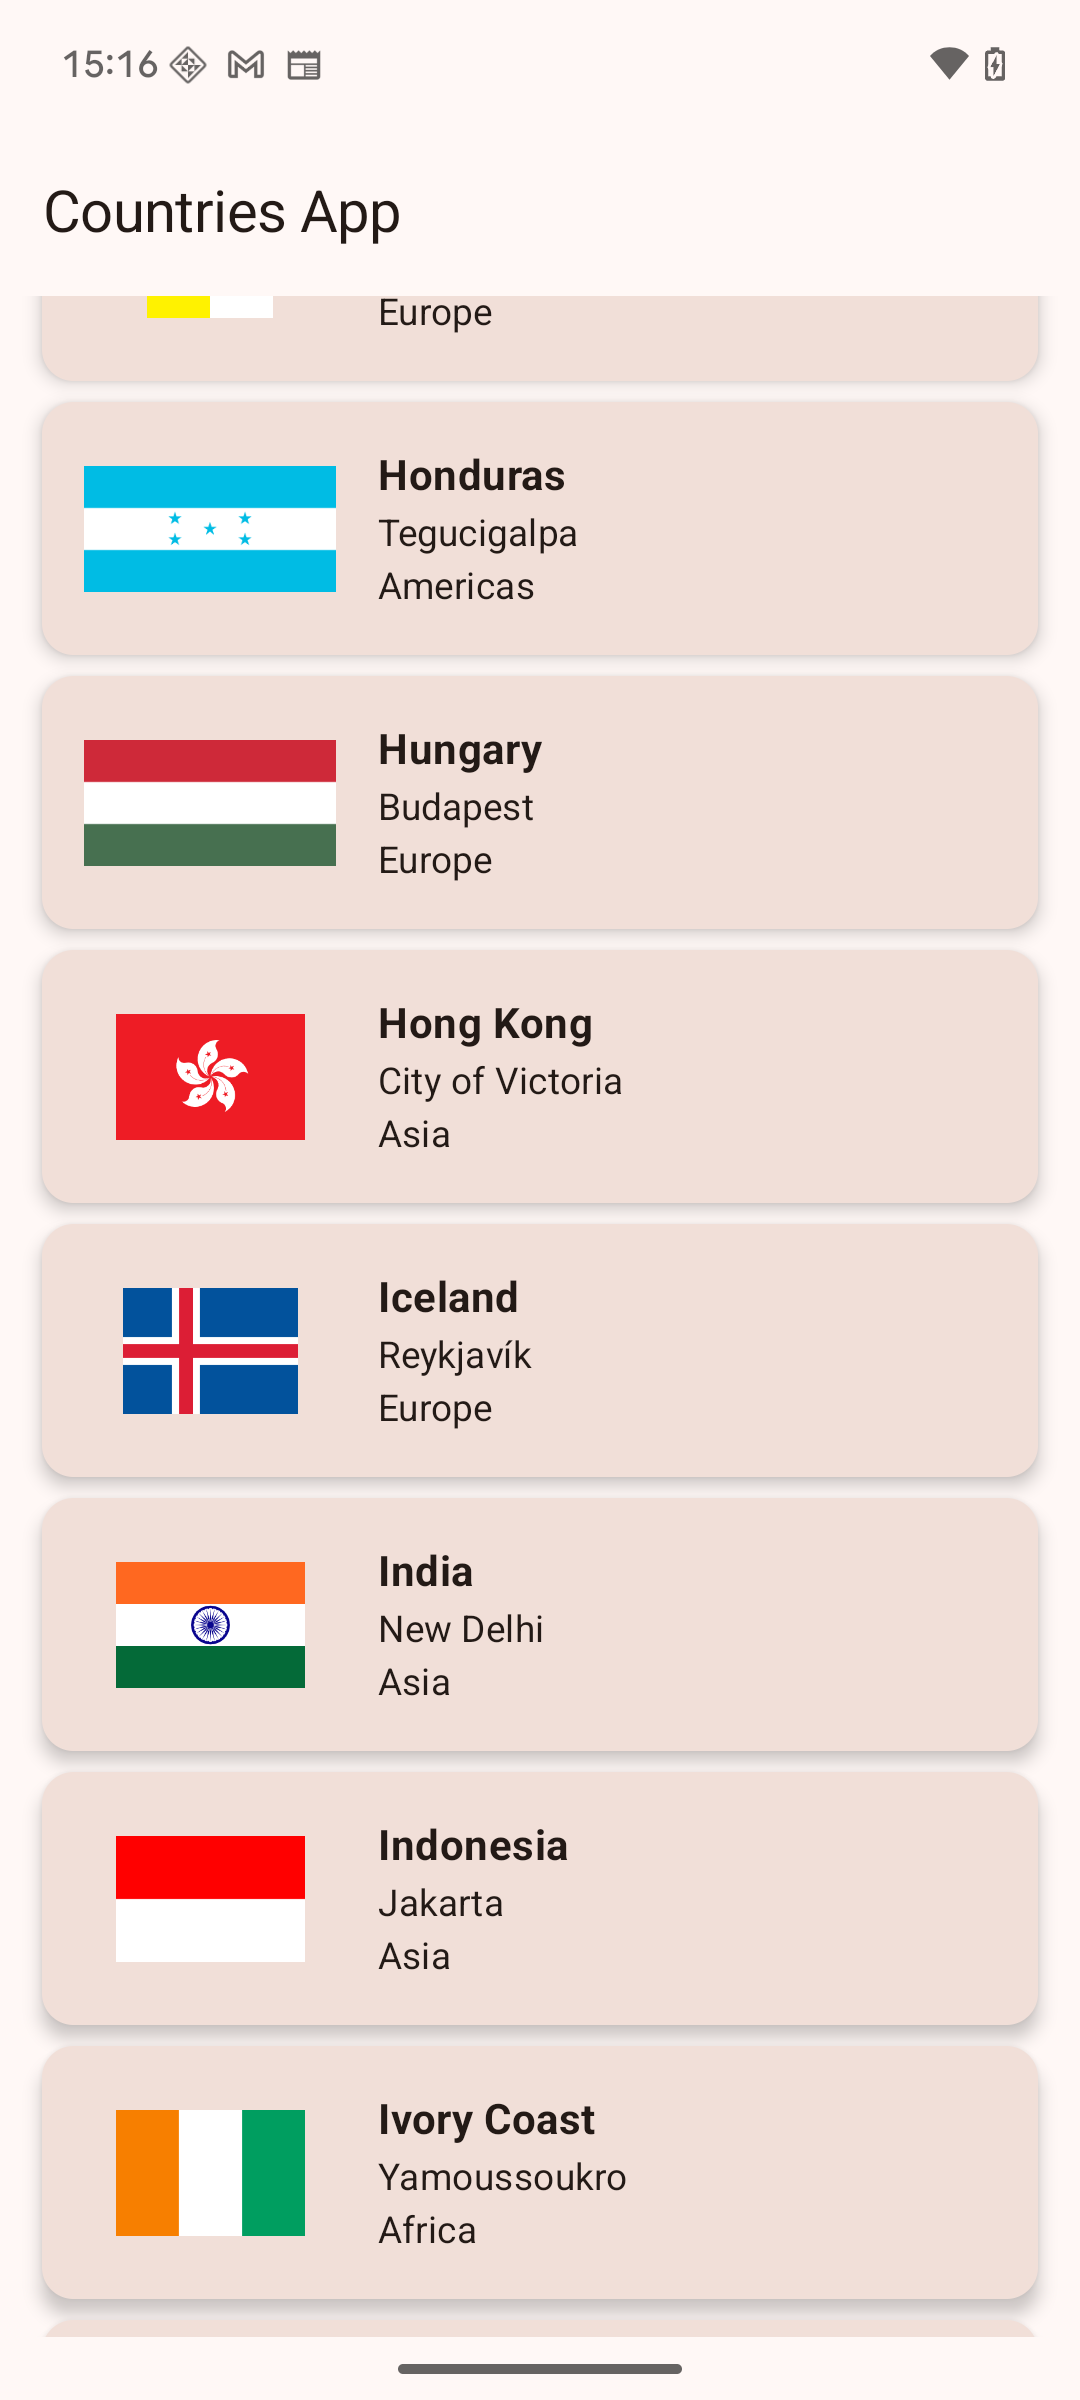 15:16
Countries App
Europe
Honduras
Tegucigalpa
Americas
Hungary
Budapest
Europe
Hong Kong
City of Victoria
Asia
Iceland
Reykjavík
Europe
India
New Delhi
Asia
Indonesia
Jakarta
Asia
Ivory Coast
Yamoussoukro
Africa